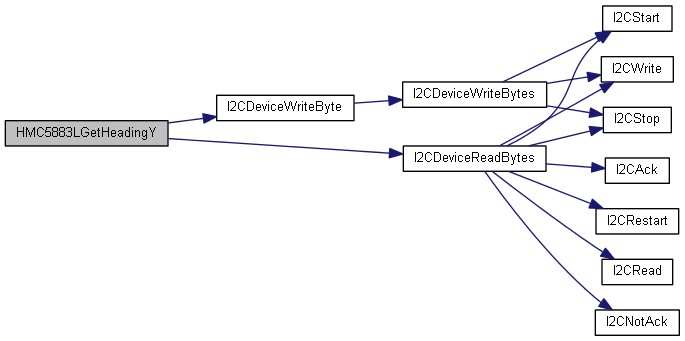 HMC5883LGetHeadingY
I2CDeviceWriteByte
I2CDeviceWriteBytes
I2CDeviceReadBytes
I2CStart
I2CWrite
I2CStop
I2CAck
I2CRestart
I2CRead
I2CNotAck